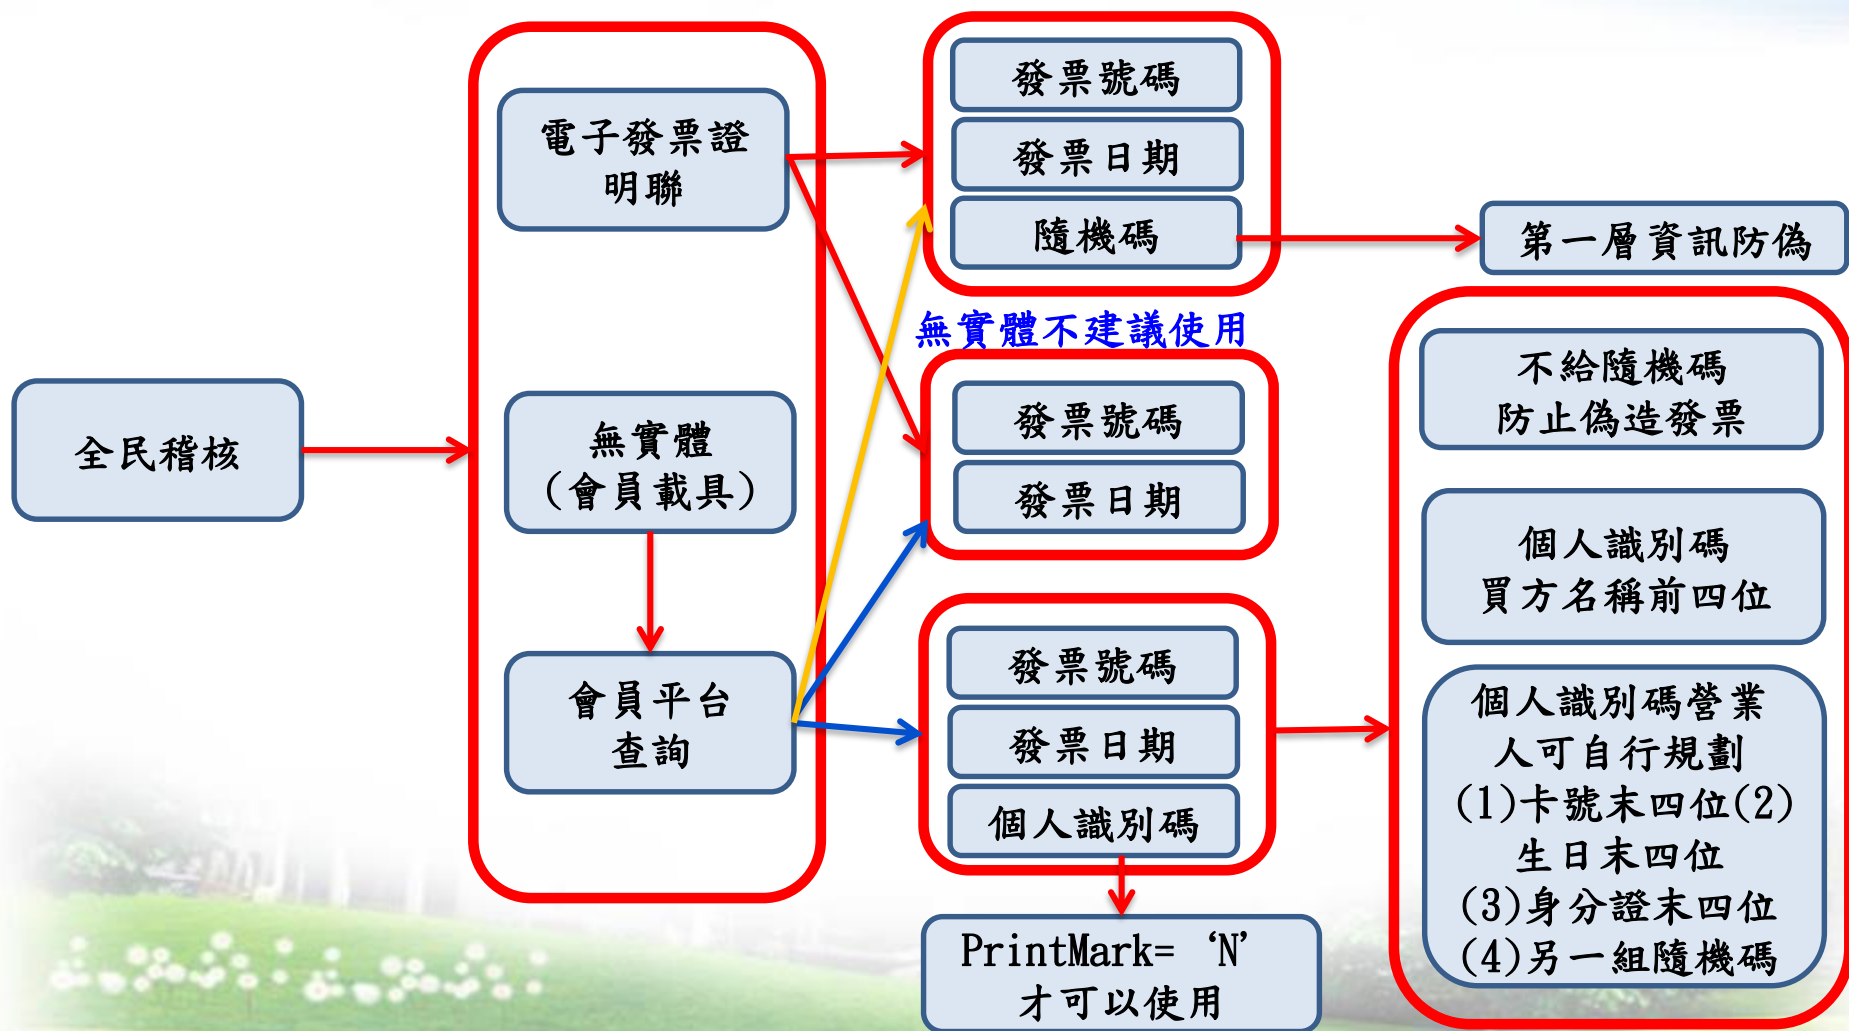 全民稽核
電子發票證
明聯
無實體
(會員載具)
會員平台
查詢
發票號碼
發票日期
隨機碼
無實體不建議使用
發票號碼
發票日期
發票號碼
發票日期
個人識別碼
PrintMark= ‘N’
才可以使用
第一層資訊防偽
不給隨機碼
防止偽造發票
個人識別碼
買方名稱前四位
個人識別碼營業
人可自行規劃
(1)卡號末四位(2)
生日末四位
(3)身分證末四位
(4)另一組隨機碼